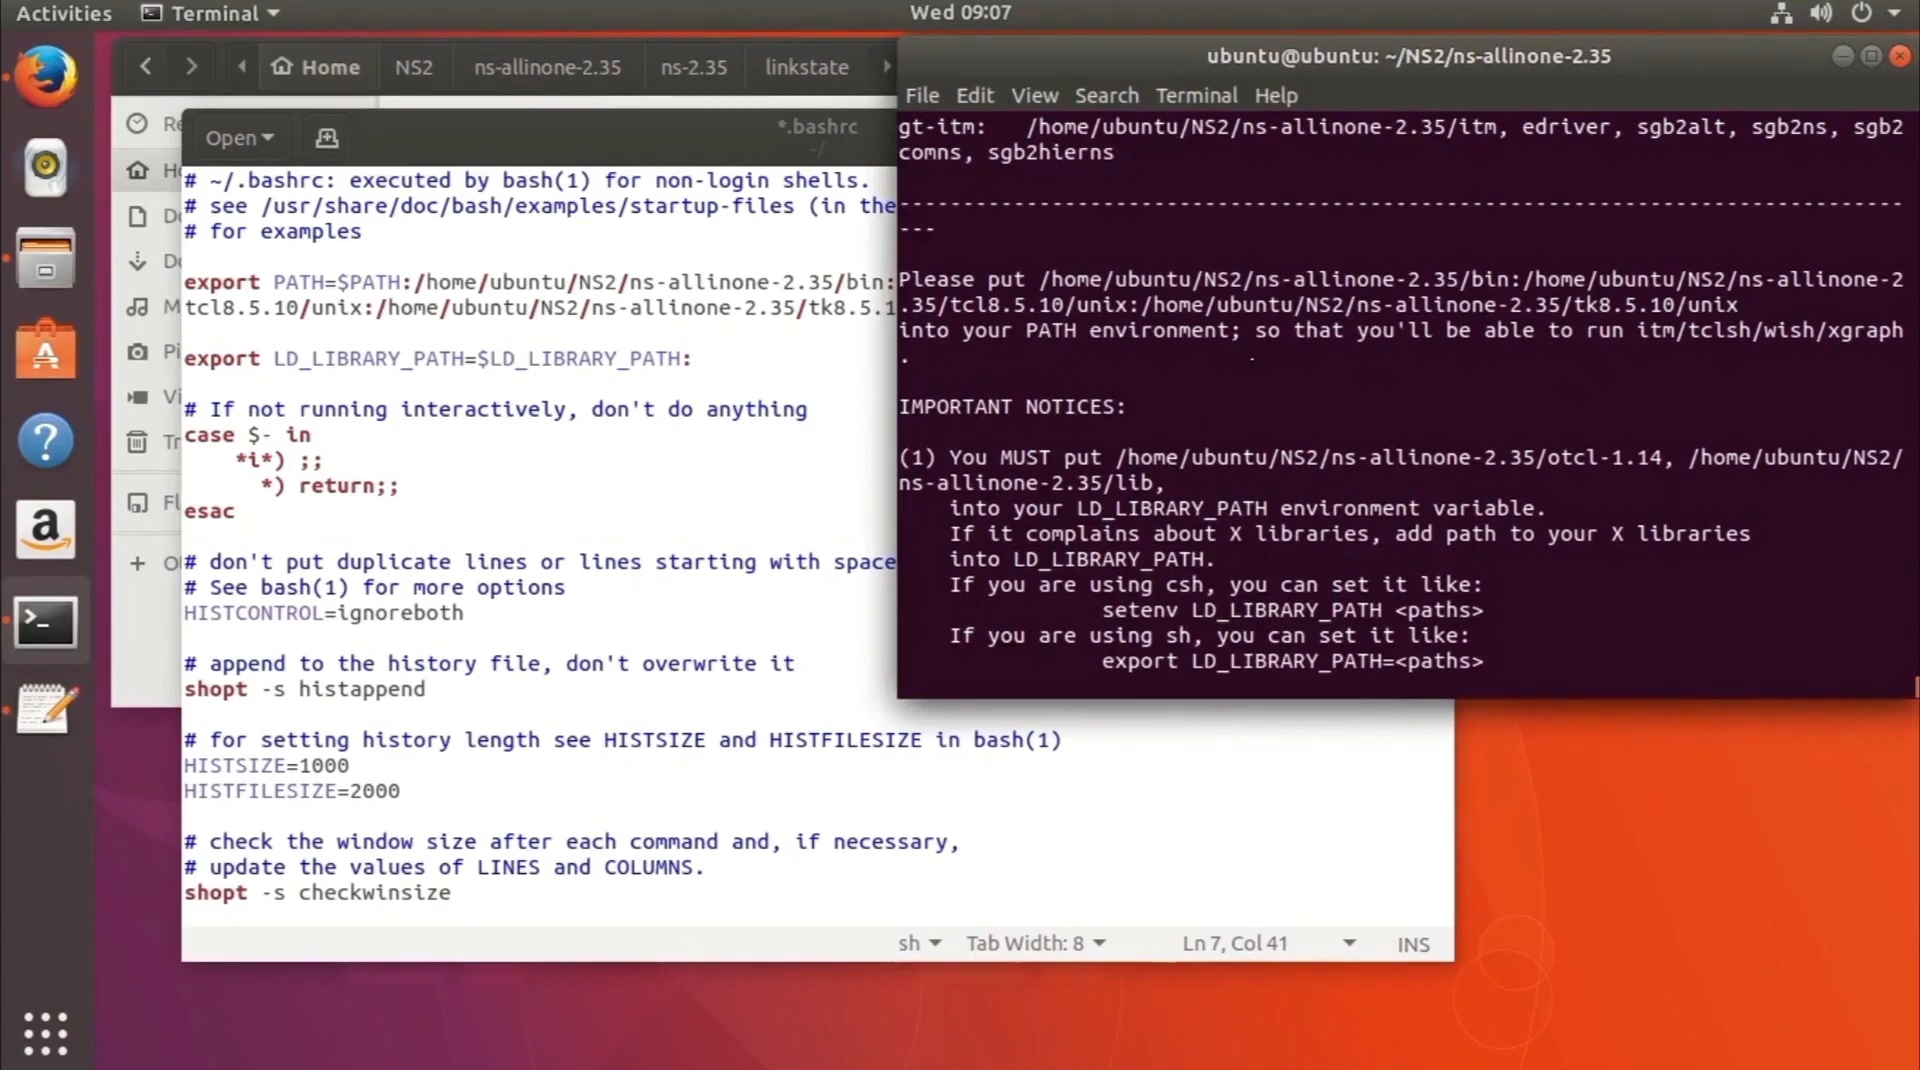 Activities
Terminal
Wed 09:07
Home
NS2
ns-allinone-2.35
ns-2.35
linkstate
Open
*.bashrc
~/
# ~/.bashrc: executed by bash(1) for non-login shells.
# see /usr/share/doc/bash/examples/startup-files (in the
# for examples
export PATH=$PATH:/home/ubuntu/NS2/ns-allinone-2.35/bin:
tcl8.5.10/unix:/home/ubuntu/NS2/ns-allinone-2.35/tk8.5.1
export LD_LIBRARY_PATH=$LD_LIBRARY_PATH:
# If not running interactively, don't do anything
case $- in
*i*) ;;
*) return;;
esac
# don't put duplicate lines or lines starting with space
# See bash(1) for more options
HISTCONTROL=ignoreboth
# append to the history file, don't overwrite it
shopt -s histappend
# for setting history length see HISTSIZE and HISTFILESIZE in bash(1)
HISTSIZE=1000
HISTFILESIZE=2000
# check the window size after each command and, if necessary,
# update the values of LINES and COLUMNS.
shopt -s checkwinsize
sh
Tab Width: 8
Ln 7, Col 41
INS
ubuntu@ubuntu: ~/NS2/ns-allinone-2.35
File Edit View Search Terminal Help
gt-itm: /home/ubuntu/NS2/ns-allinone-2.35/itm, edriver, sgb2alt, sgb2ns, sgb2
comns, sgb2hierns
-------------------------------------------------------------------------------
---
Please put /home/ubuntu/NS2/ns-allinone-2.35/bin:/home/ubuntu/NS2/ns-allinone-2
.35/tcl8.5.10/unix:/home/ubuntu/NS2/ns-allinone-2.35/tk8.5.10/unix
into your PATH environment; so that you'll be able to run itm/tclsh/wish/xgraph
.
IMPORTANT NOTICES:
(1) You MUST put /home/ubuntu/NS2/ns-allinone-2.35/otcl-1.14, /home/ubuntu/NS2/
ns-allinone-2.35/lib,
into your LD_LIBRARY_PATH environment variable.
If it complains about X libraries, add path to your X libraries
into LD_LIBRARY_PATH.
If you are using csh, you can set it like:
setenv LD_LIBRARY_PATH <paths>
If you are using sh, you can set it like:
export LD_LIBRARY_PATH=<paths>